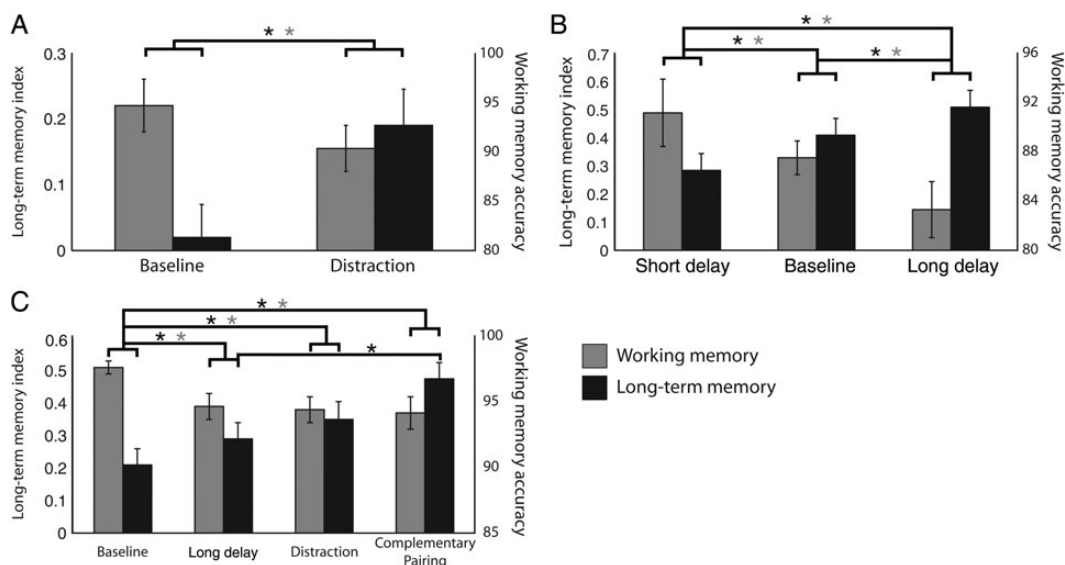 A
* *
0.3
0.2
0.1
0
Long-term memory index
100
95
90
85
80
Working memory accuracy
Baseline
Distraction
B
* *
* *
* *
0.7
0.6
0.5
0.4
0.3
0.2
0.1
0
Long-term memory index
96
92
88
84
80
Working memory accuracy
Short delay
Baseline
Long delay
C
* *
* *
* *
*
0.6
0.5
0.4
0.3
0.2
0.1
0
Long-term memory index
100
95
90
85
Working memory accuracy
Baseline
Long delay
Distraction
Complementary
Pairing
Working memory
Long-term memory